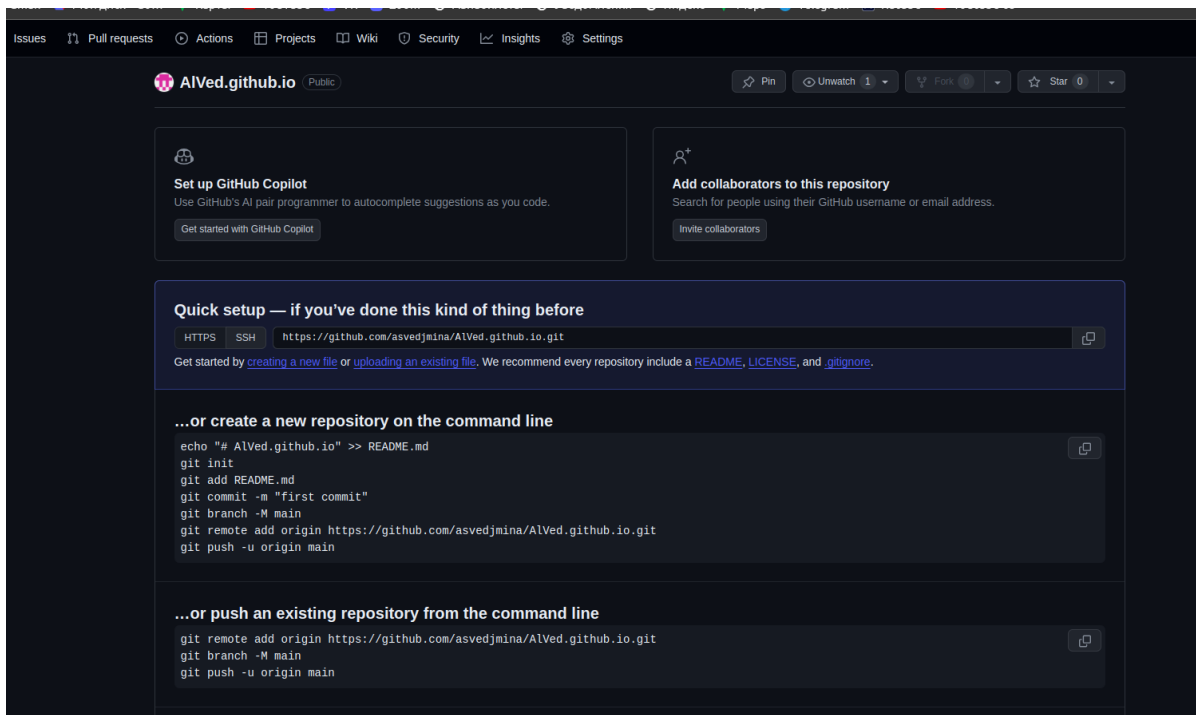 Issues Pull requests Actions Projects Wiki Security Insights Settings
AlVed.github.io Public Pin Unwatch 1 Fork 0 Star 0
Set up GitHub Copilot
Use GitHub's AI pair programmer to autocomplete suggestions as you code.
Get started with GitHub Copilot
Add collaborators to this repository
Search for people using their GitHub username or email address.
Invite collaborators
Quick setup — if you've done this kind of thing before
HTTPS SSH https://github.com/asvedjmina/AlVed.github.io.git
Get started by creating a new file or uploading an existing file. We recommend every repository include a README, LICENSE, and .gitignore.
…or create a new repository on the command line
echo "# AlVed.github.io" >> README.md
git init
git add README.md
git commit -m "first commit"
git branch -M main
git remote add origin https://github.com/asvedjmina/AlVed.github.io.git
git push -u origin main
…or push an existing repository from the command line
git remote add origin https://github.com/asvedjmina/AlVed.github.io.git
git branch -M main
git push -u origin main